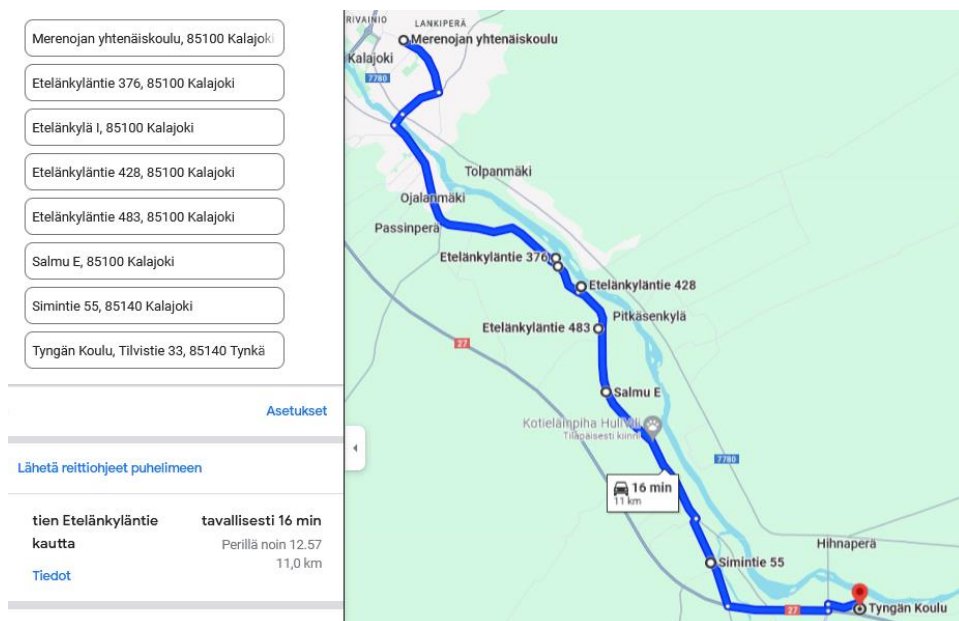 Merenojan yhtenäiskoulu, 85100 Kalajoki
Etelänkyläntie 376, 85100 Kalajoki
Etelänkylä I, 85100 Kalajoki
Etelänkyläntie 428, 85100 Kalajoki
Etelänkyläntie 483, 85100 Kalajoki
Salmu E, 85100 Kalajoki
Simintie 55, 85140 Kalajoki
Tyngän Koulu, Tilvistie 33, 85140 Tynkä
Asetukset
Lähetä reittiohjeet puhelimeen
tien Etelänkyläntie kautta
tavallisesti 16 min
Perillä noin 12.57
11,0 km
Tiedot
RIVAINIO
LANKIPERÄ
Merenojan yhtenäiskoulu
Kalajoki
7780
Tolpanmäki
Ojalanmäki
Passinperä
Etelänkyläntie 376
Etelänkyläntie 428
Pitkäsenkylä
Etelänkyläntie 483
27
Salmu E
Kotieläinpiha Hulivili
Tilapäisesti kiinni
7780
16 min
11 km
Hihnaperä
Simintie 55
27
Tyngän Koulu